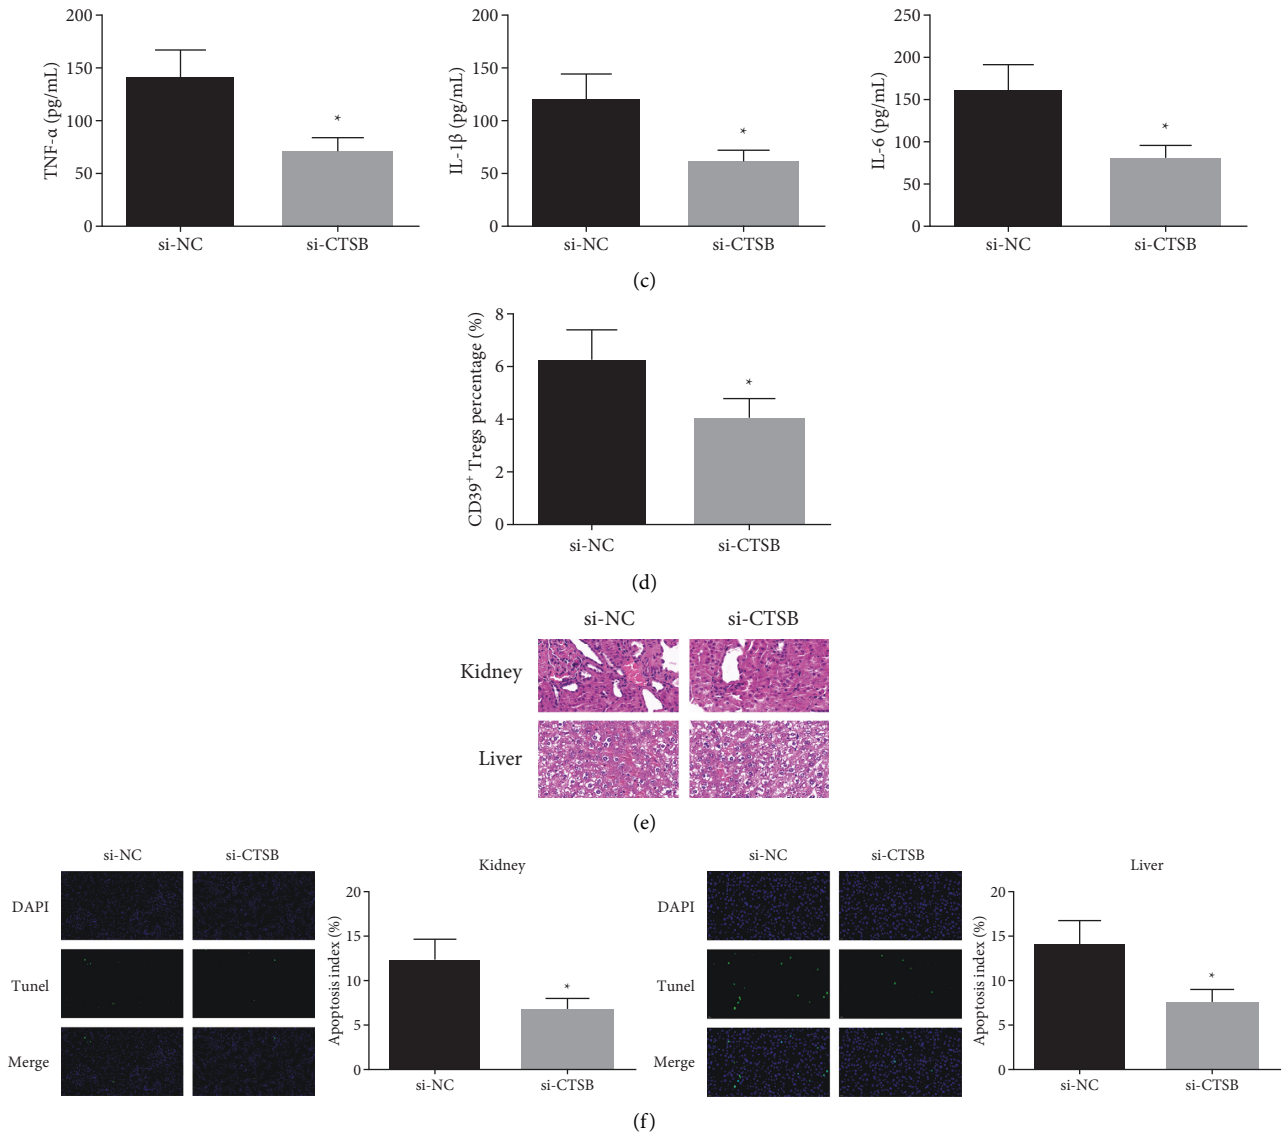 TNF-α (pg/mL)
200
150
100
50
0
si-NC
si-CTSB
*
IL-1β (pg/mL)
200
150
100
50
0
si-NC
si-CTSB
*
IL-6 (pg/mL)
250
200
150
100
50
0
si-NC
si-CTSB
*
(c)
CD39⁺ Tregs percentage (%)
8
6
4
2
0
si-NC
si-CTSB
*
(d)
si-NC
si-CTSB
Kidney
Liver
(e)
si-NC
si-CTSB
DAPI
Tunel
Merge
Kidney
Apoptosis index (%)
20
15
10
5
0
si-NC
si-CTSB
*
si-NC
si-CTSB
DAPI
Tunel
Merge
Liver
Apoptosis index (%)
20
15
10
5
0
si-NC
si-CTSB
*
(f)